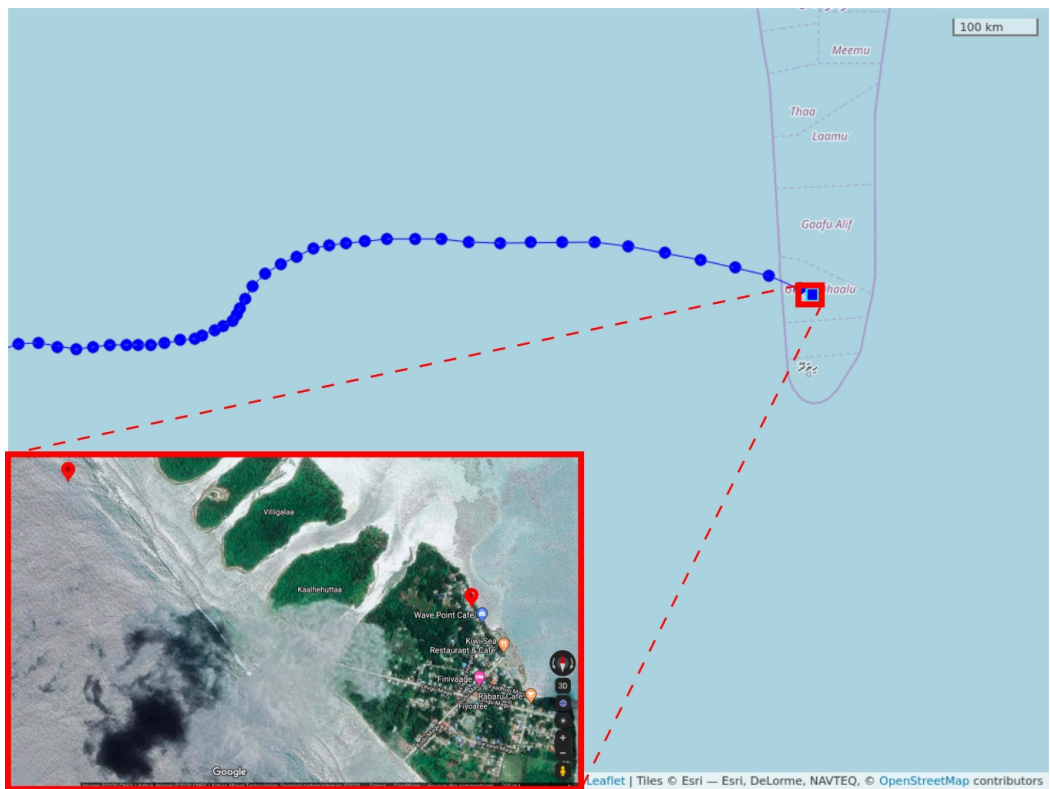 100 km
Meemu
Thaa
Laamu
Gaafu Alif
haalu
Villigalaa
Kaalhehuttaa
Wave Point Cafe
Kiwi Sea
Restaurant & Cafe
Finivaage
Rabaru Cafe
Fiyoaree
3D
Google
Leaflet | Tiles © Esri — Esri, DeLorme, NAVTEQ, © OpenStreetMap contributors